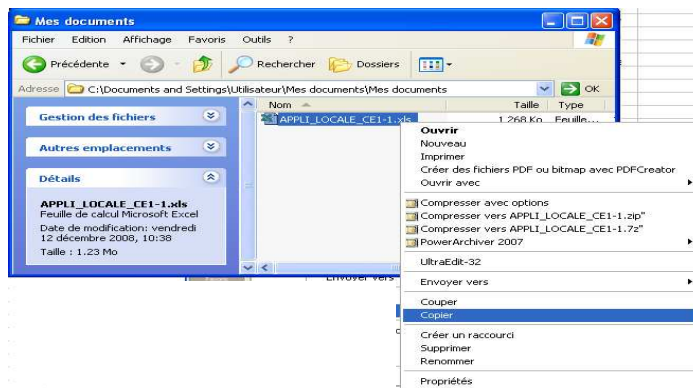 Mes documents
Fichier Edition Affichage Favoris Outils ?
Précédente Rechercher Dossiers
Adresse C:\Documents and Settings\Utilisateur\Mes documents\Mes documents OK
Nom Taille Type
Gestion des fichiers
APPLI_LOCALE_CE1-1.xls 1 268 Ko Feuille...
Autres emplacements
Détails
APPLI_LOCALE_CE1-1.xls
Feuille de calcul Microsoft Excel
Date de modification: vendredi
12 décembre 2008, 10:38
Taille : 1.23 Mo
Ouvrir
Nouveau
Imprimer
Créer des fichiers PDF ou bitmap avec PDFCreator
Ouvrir avec
Compresser avec options
Compresser vers APPLI_LOCALE_CE1-1.zip"
Compresser vers APPLI_LOCALE_CE1-1.7z"
PowerArchiver 2007
UltraEdit-32
Envoyer vers
Couper
Copier
Créer un raccourci
Supprimer
Renommer
Propriétés
Envoyer vers